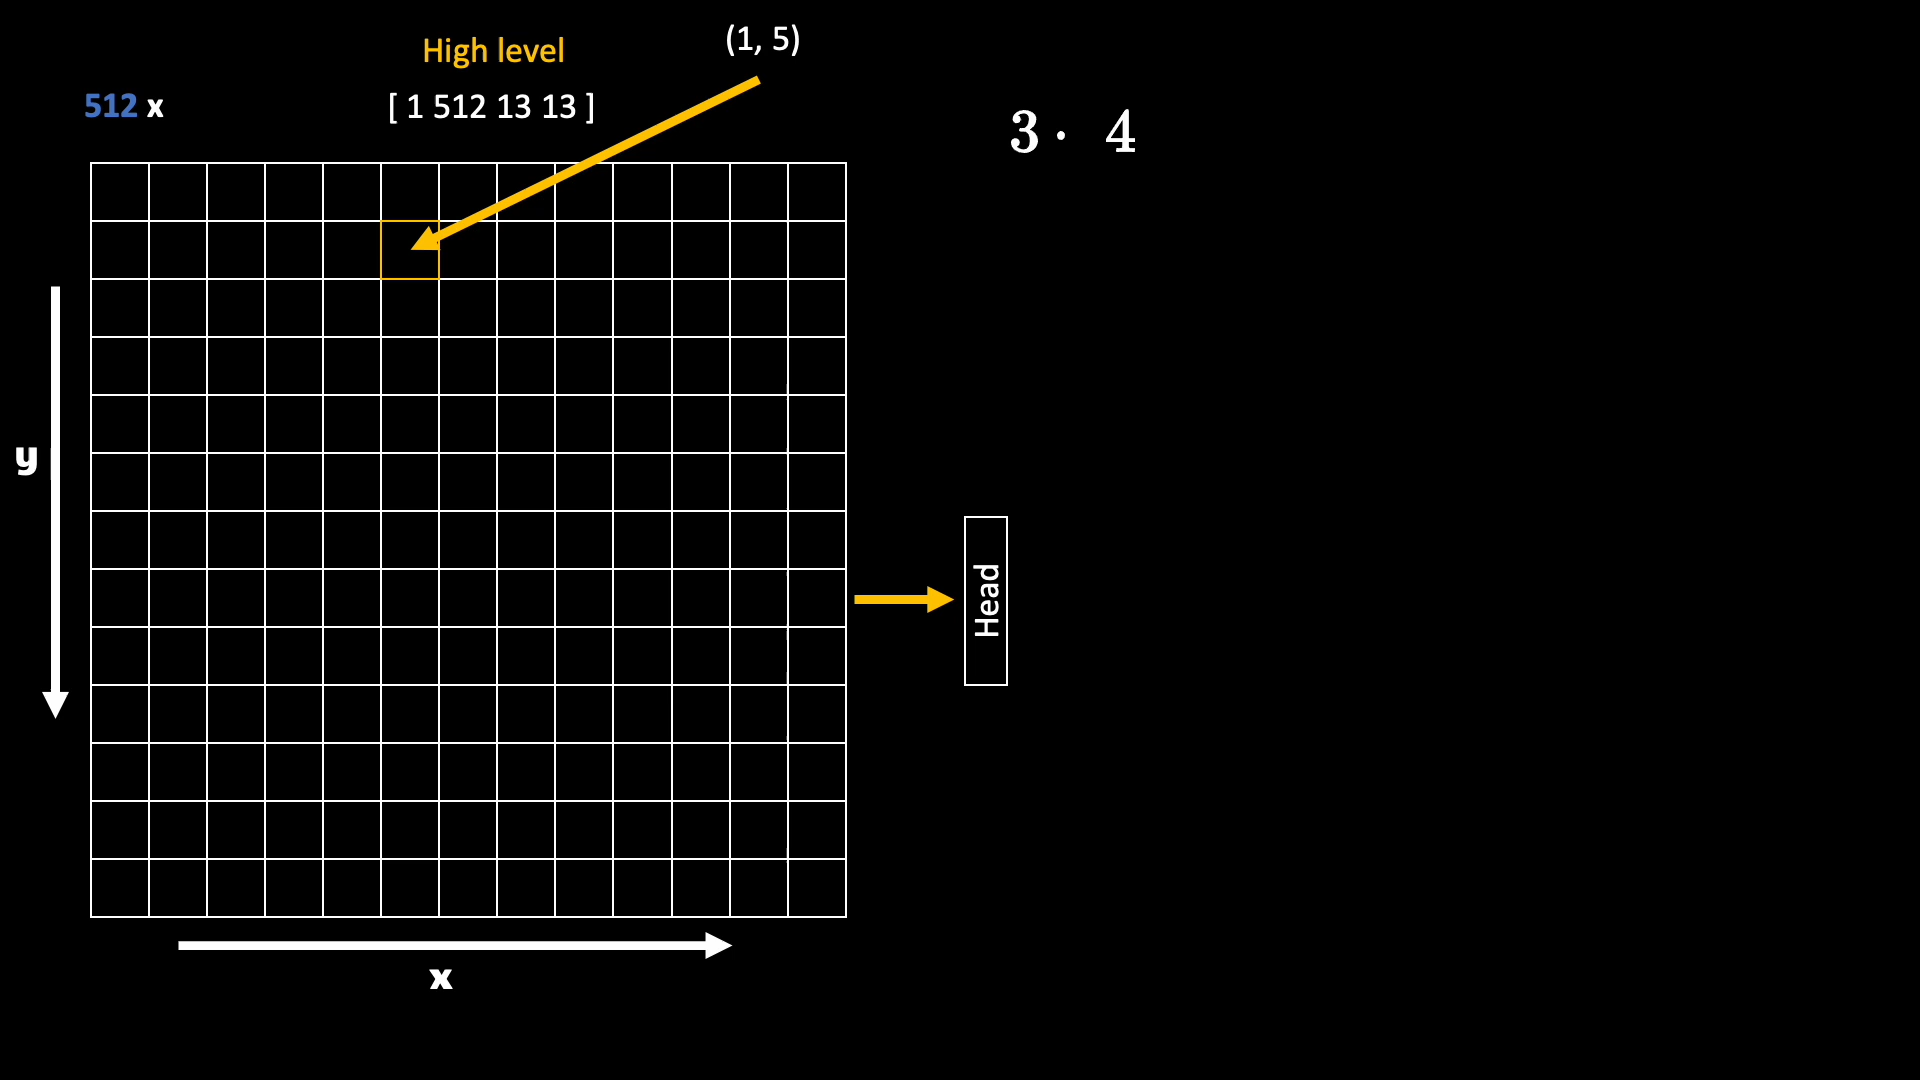 High level
(1, 5)
512 x
[ 1 512 13 13 ]
3 · 4
y
Head
x